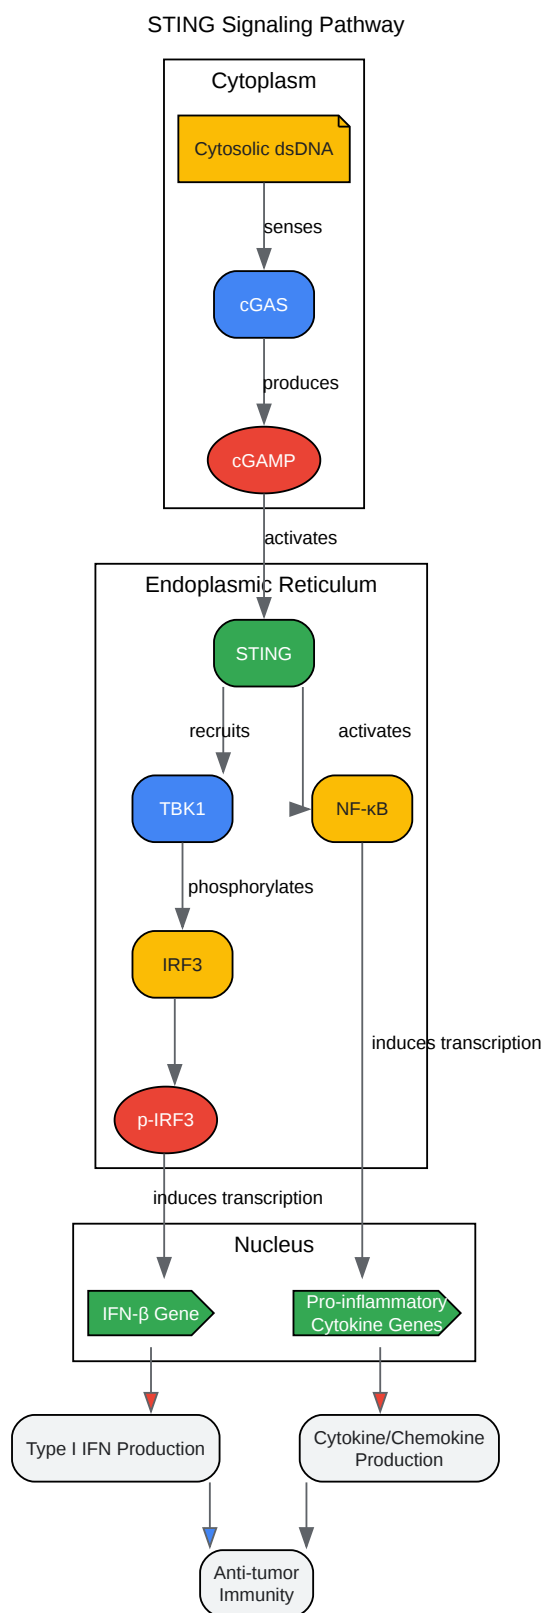 STING Signaling Pathway
Cytoplasm
Cytosolic dsDNA
senses
cGAS
produces
cGAMP
activates
Endoplasmic Reticulum
STING
recruits
activates
TBK1
NF-κB
phosphorylates
IRF3
induces transcription
p-IRF3
induces transcription
Nucleus
IFN-β Gene
Pro-inflammatory
Cytokine Genes
Type I IFN Production
Cytokine/Chemokine
Production
Anti-tumor
Immunity